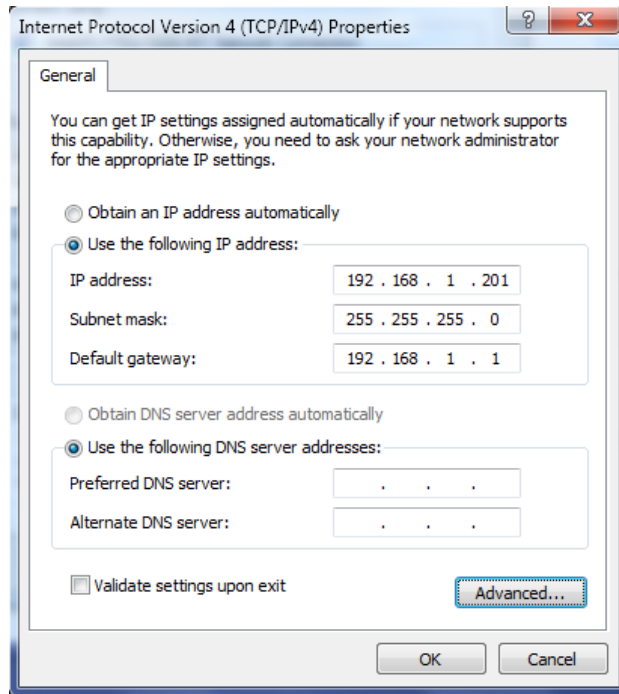 Internet Protocol Version 4 (TCP/IPv4) Properties
General
You can get IP settings assigned automatically if your network supports
this capability. Otherwise, you need to ask your network administrator
for the appropriate IP settings.
Obtain an IP address automatically
Use the following IP address:
IP address: 192 . 168 . 1 . 201
Subnet mask: 255 . 255 . 255 . 0
Default gateway: 192 . 168 . 1 . 1
Obtain DNS server address automatically
Use the following DNS server addresses:
Preferred DNS server: . . .
Alternate DNS server: . . .
Validate settings upon exit
Advanced...
OK Cancel